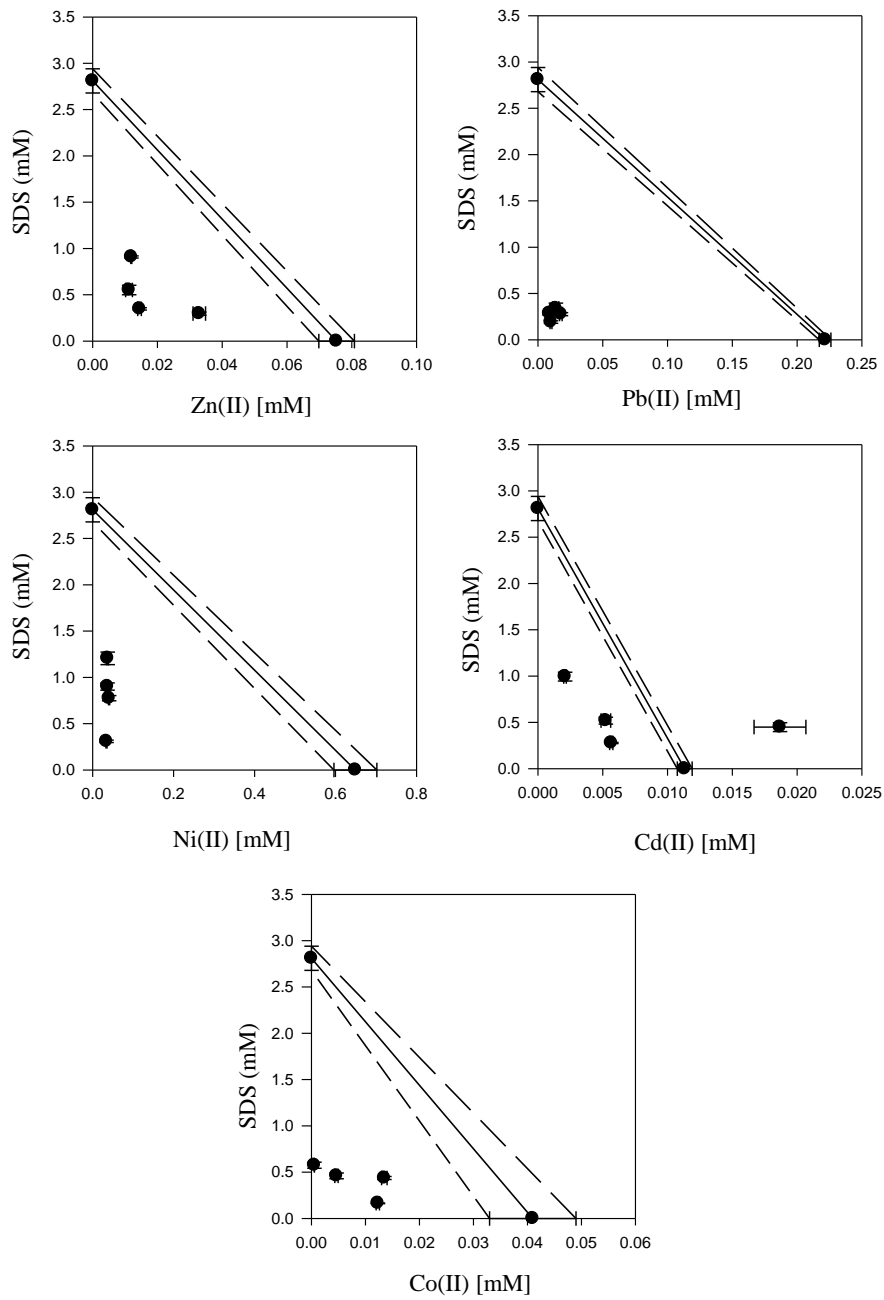 3.5 3.5
3.0 3.0
2.5 2.5
2.0 2.0
1.5 1.5
1.0 1.0
0.5 0.5
0.0 0.0
SDS (mM) SDS (mM)
0.00 0.02 0.04 0.06 0.08 0.10 0.00 0.05 0.10 0.15 0.20 0.25
Zn(II) [mM] Pb(II) [mM]
3.5 3.5
3.0 3.0
2.5 2.5
2.0 2.0
1.5 1.5
1.0 1.0
0.5 0.5
0.0 0.0
SDS (mM) SDS (mM)
0.0 0.2 0.4 0.6 0.8 0.000 0.005 0.010 0.015 0.020 0.025
Ni(II) [mM] Cd(II) [mM]
3.5
3.0
2.5
2.0
1.5
1.0
0.5
0.0
SDS (mM)
0.00 0.01 0.02 0.03 0.04 0.05 0.06
Co(II) [mM]